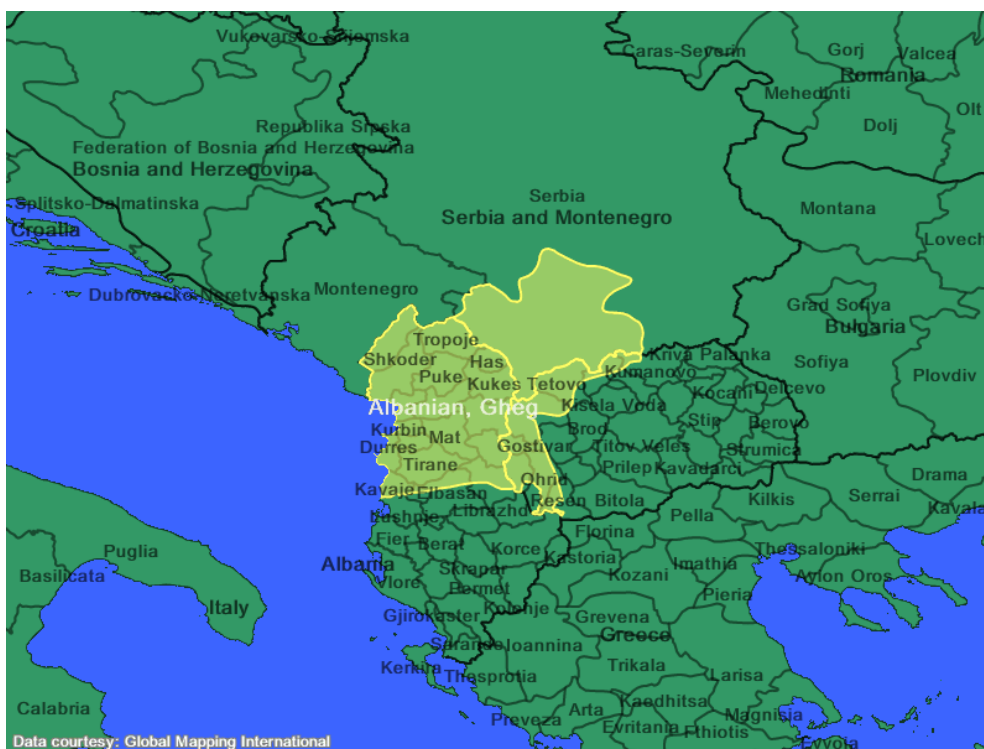 Vukovarsko-Srijemska
Caras-Severin
Gorj
Valcea
Romania
Mehedinti
Olt
Dolj
Republika Srpska
Federation of Bosnia and Herzegovina
Bosnia and Herzegovina
Serbia
Splitsko-Dalmatinska
Serbia and Montenegro
Montana
Croatia
Lovech
Dubrovacko-Neretvanska
Montenegro
Grad Sofiya
Bulgaria
Tropoje
Shkoder
Has
Kriva Palanka
Sofiya
Puke
Kumanovo
Plovdiv
Kukes
Tetovo
Kocani
Delcevo
Albanian, Gheg
Kisela Voda
Stip
Berovo
Kurbin
Mat
Brod
Durres
Gostivar
Titov Veles
Strumica
Tirane
Prilep
Kavadarci
Ohrid
Drama
Kavaje
Elbasan
Resen
Bitola
Kilkis
Serrai
Librazhd
Kavala
Lushnje
Pella
Florina
Fier
Berat
Korce
Thessaloniki
Puglia
Albania
Kastoria
Imathia
Skrapar
Kozani
Ayion Oros
Basilicata
Vlore
Permet
Pieria
Italy
Kolonje
Gjirokaster
Grevena
Greece
Sarande
Ioannina
Kerkira
Trikala
Thesprotia
Larisa
Calabria
Kaedhitsa
Preveza
Arta
Magnisia
Evritania
Fthiotis
Data courtesy: Global Mapping International
Evvoia